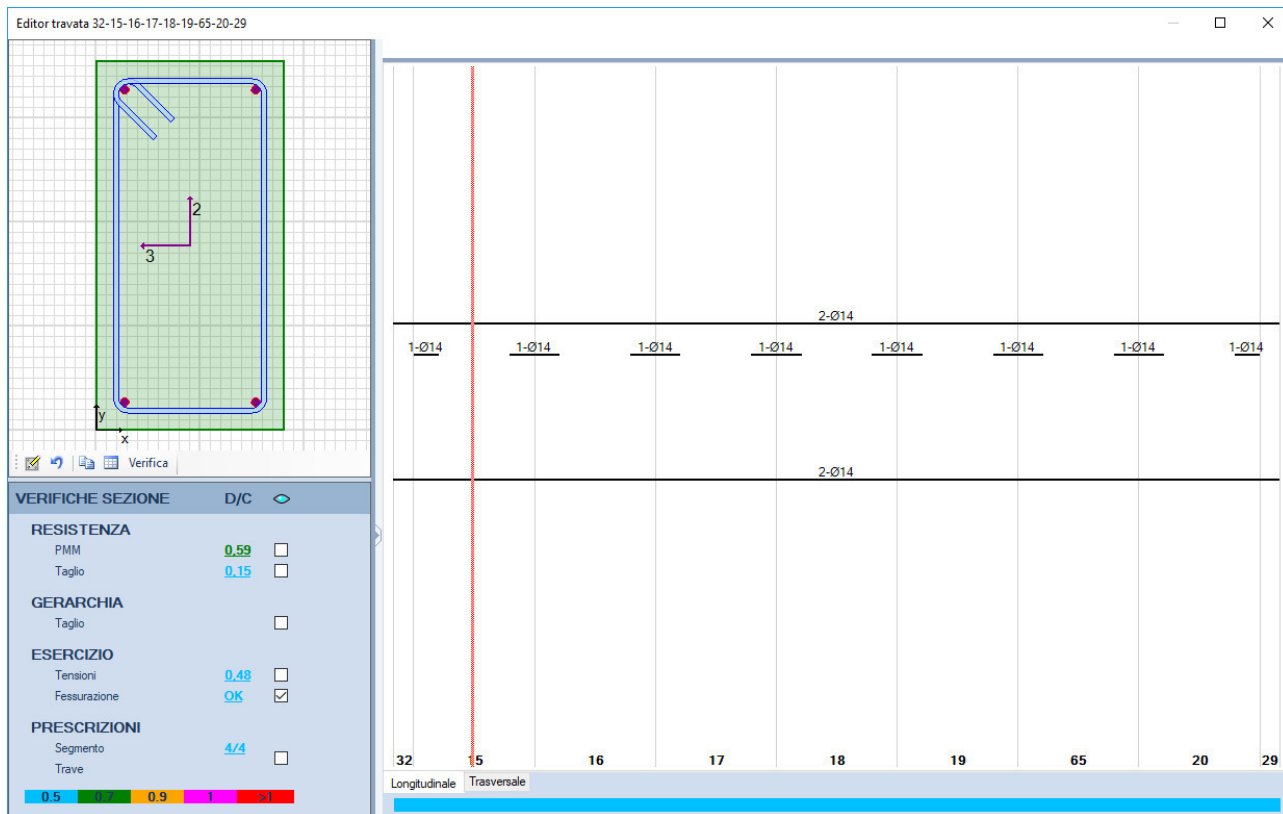 Editor travata 32-15-16-17-18-19-65-20-29
2
3
y
x
Verifica
VERIFICHE SEZIONE D/C
RESISTENZA
PMM 0,59
Taglio 0,15
GERARCHIA
Taglio
ESERCIZIO
Tensioni 0,48
Fessurazione OK
PRESCRIZIONI
Segmento 4/4
Trave
0.5 0.7 0.9 1 >1
2-Ø14
1-Ø14 1-Ø14 1-Ø14 1-Ø14 1-Ø14 1-Ø14 1-Ø14 1-Ø14
2-Ø14
32 15 16 17 18 19 65 20 29
Longitudinale Trasversale